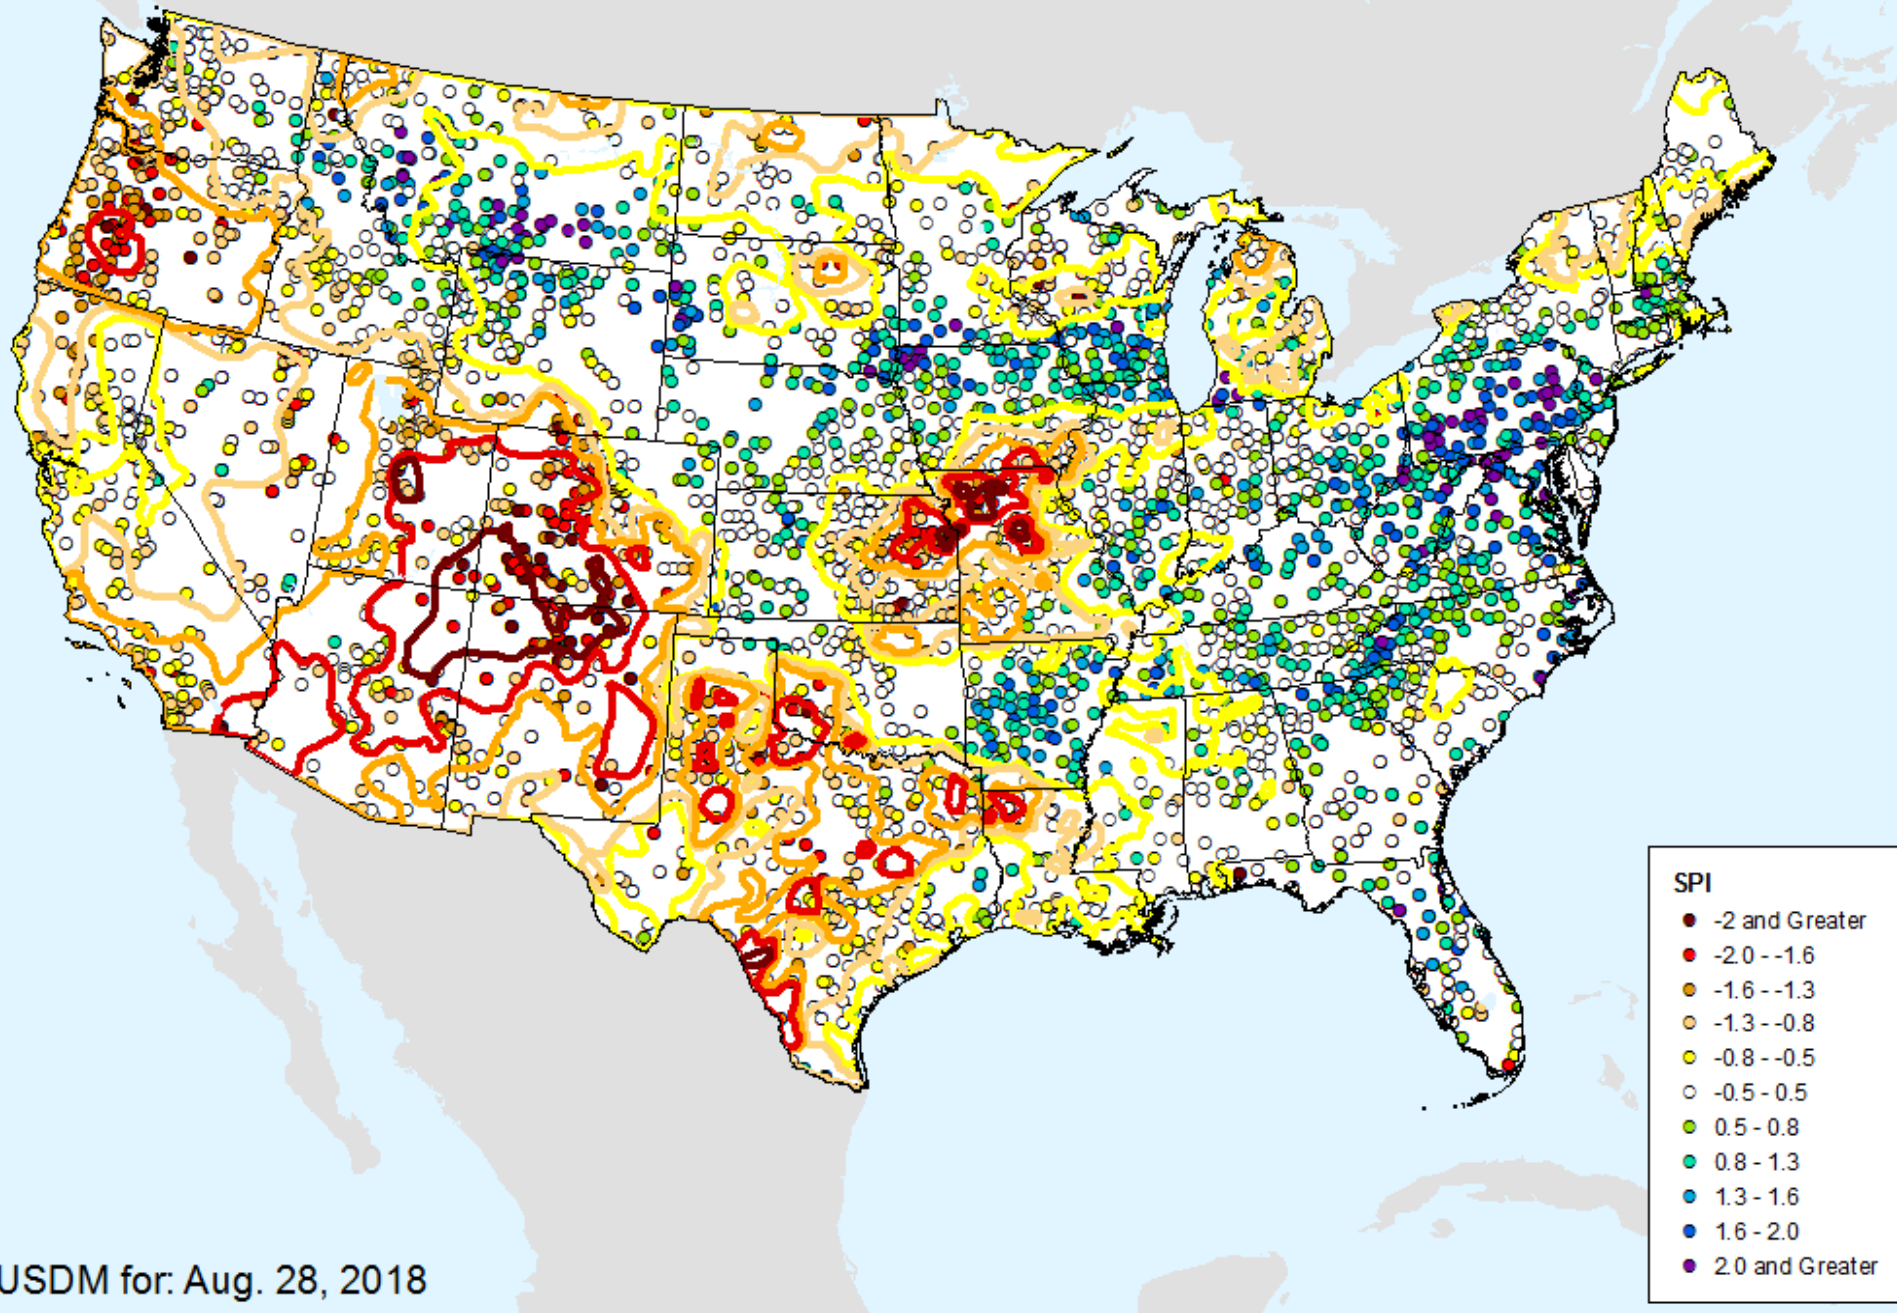 SPI
-2 and Greater
-2.0 - -1.6
-1.6 - -1.3
-1.3 - -0.8
-0.8 - -0.5
-0.5 - 0.5
0.5 - 0.8
0.8 - 1.3
1.3 - 1.6
1.6 - 2.0
2.0 and Greater
USDM for: Aug. 28, 2018